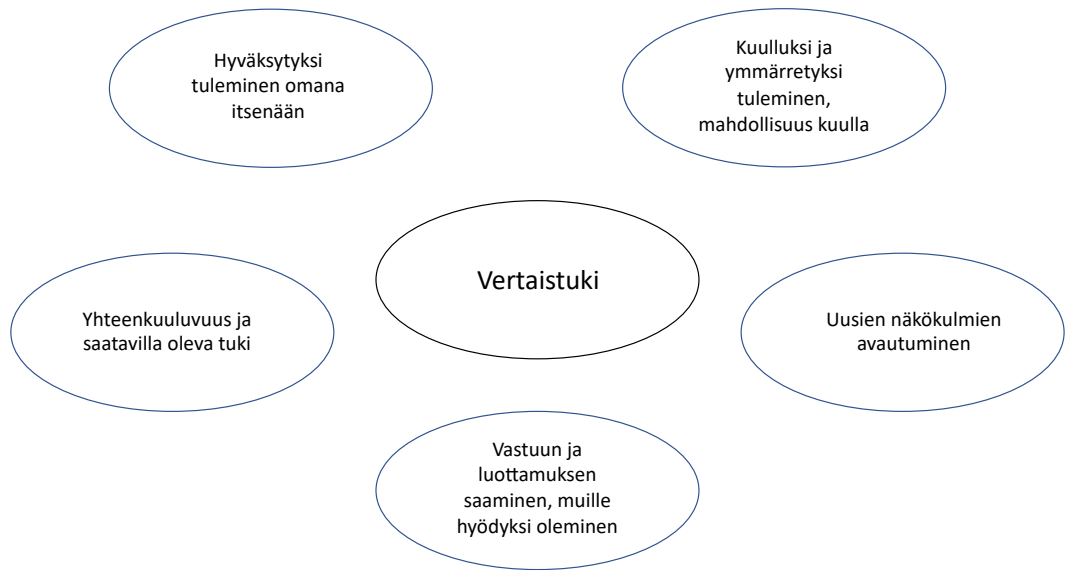 Hyväksytyksi
tuleminen omana
itsenään
Kuulluksi ja
ymmärretyksi
tuleminen,
mahdollisuus kuulla
Vertaistuki
Yhteenkuuluvuus ja
saatavilla oleva tuki
Uusien näkökulmien
avautuminen
Vastuun ja
luottamuksen
saaminen, muille
hyödyksi oleminen